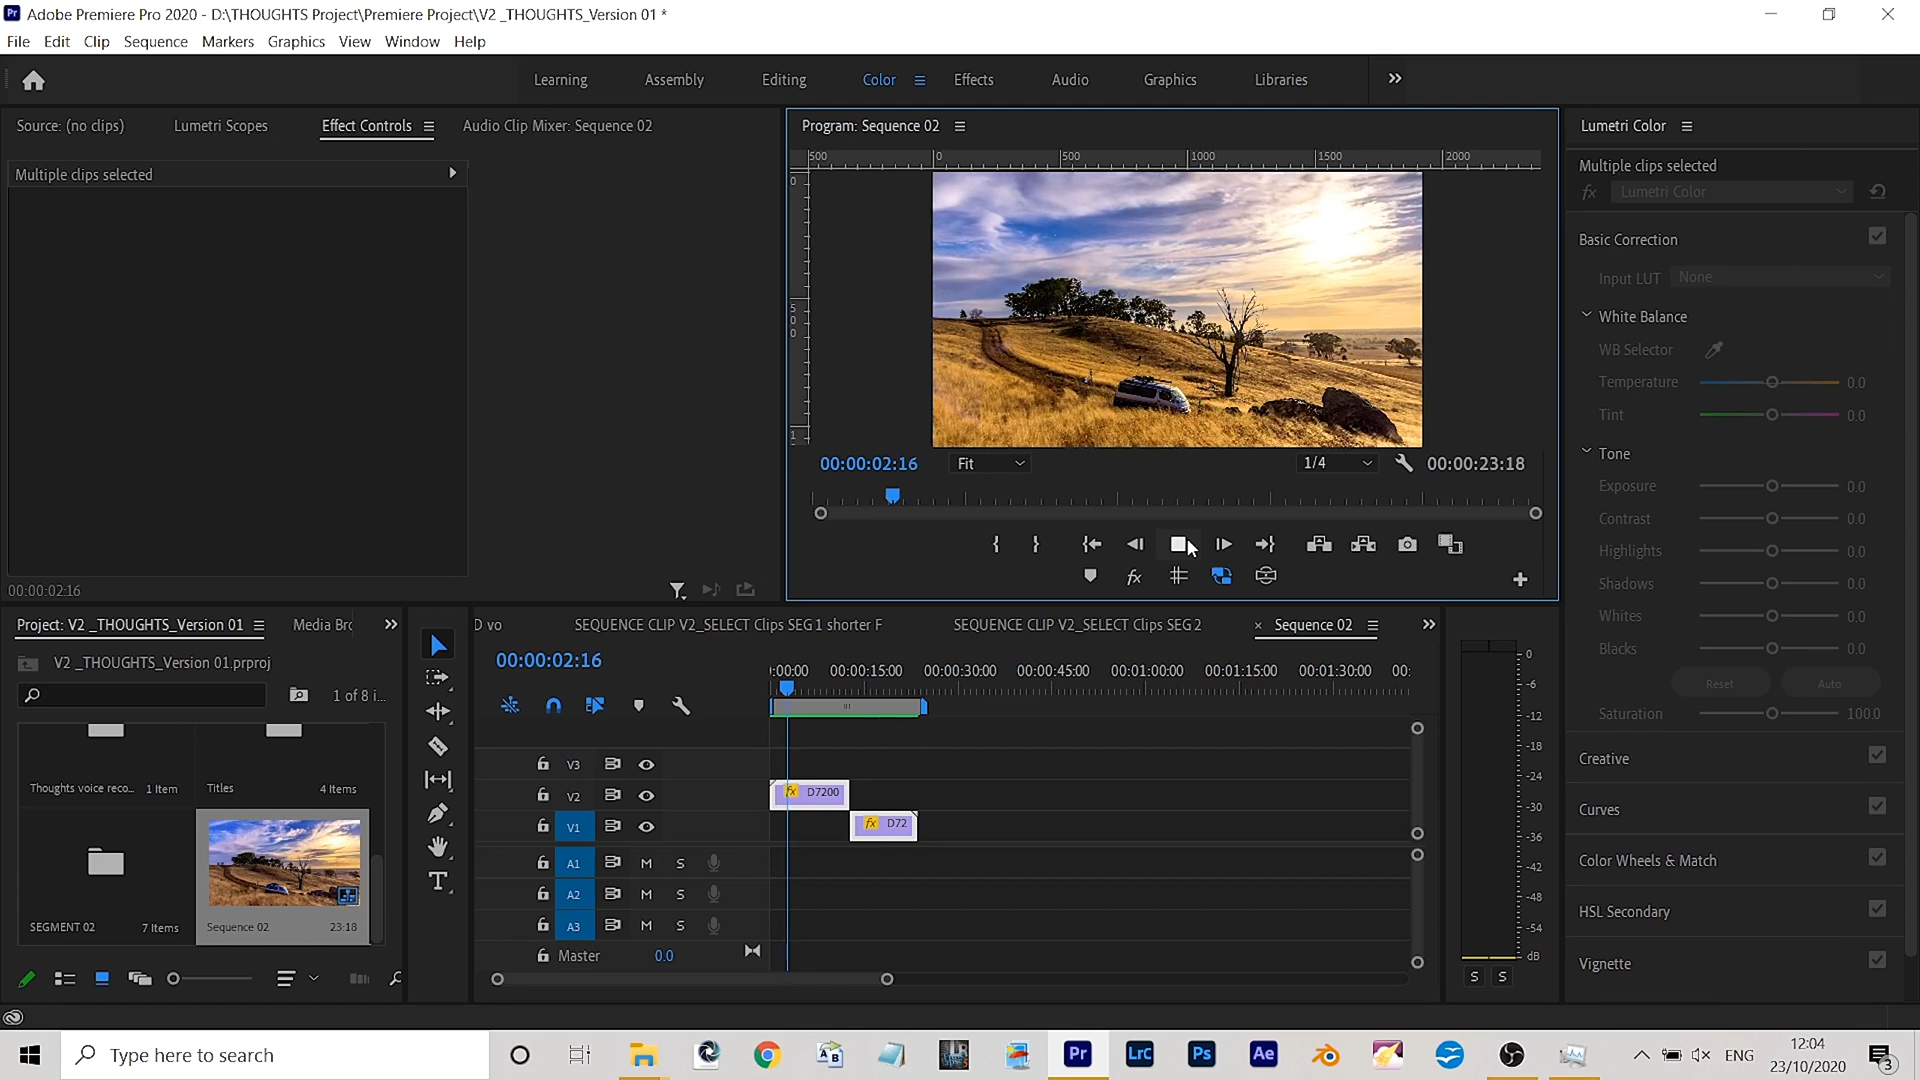 Adobe Premiere Pro 2020 - D:\THOUGHTS Project\Premiere Project\V2 _THOUGHTS_Version 01 *
File Edit Clip Sequence Markers Graphics View Window Help
Learning Assembly Editing Color Effects Audio Graphics Libraries
Source: (no clips) Lumetri Scopes Effect Controls Audio Clip Mixer: Sequence 02
Multiple clips selected
00:00:02:16
Program: Sequence 02
500 0 500 1000 1500 2000
0
5
0
0
1
00:00:02:16 Fit 1/4 00:00:23:18
Lumetri Color
Multiple clips selected
fx Lumetri Color
Basic Correction
Input LUT None
White Balance
WB Selector
Temperature 0.0
Tint 0.0
Tone
Exposure 0.0
Contrast 0.0
Highlights 0.0
Shadows 0.0
Whites 0.0
Blacks 0.0
Reset Auto
Saturation 100.0
Creative
Curves
Color Wheels & Match
HSL Secondary
Vignette
Project: V2 _THOUGHTS_Version 01 Media Brc
V2 _THOUGHTS_Version 01.prproj
1 of 8 i...
Thoughts voice reco... 1 Item
Titles 4 Items
SEGMENT 02 7 Items
Sequence 02 23:18
D vo SEQUENCE CLIP V2_SELECT Clips SEG 1 shorter F SEQUENCE CLIP V2_SELECT Clips SEG 2 × Sequence 02
00:00:02:16
:00:00 00:00:15:00 00:00:30:00 00:00:45:00 00:01:00:00 00:01:15:00 00:01:30:00 00:
V3
V2 fx D7200
V1 fx D72
A1 M S
A2 M S
A3 M S
Master 0.0
0
-6
-12
-18
-24
-30
-36
-42
-48
-54
dB
S S
Type here to search
Pr LrC Ps Ae
ENG
12:04
23/10/2020
3